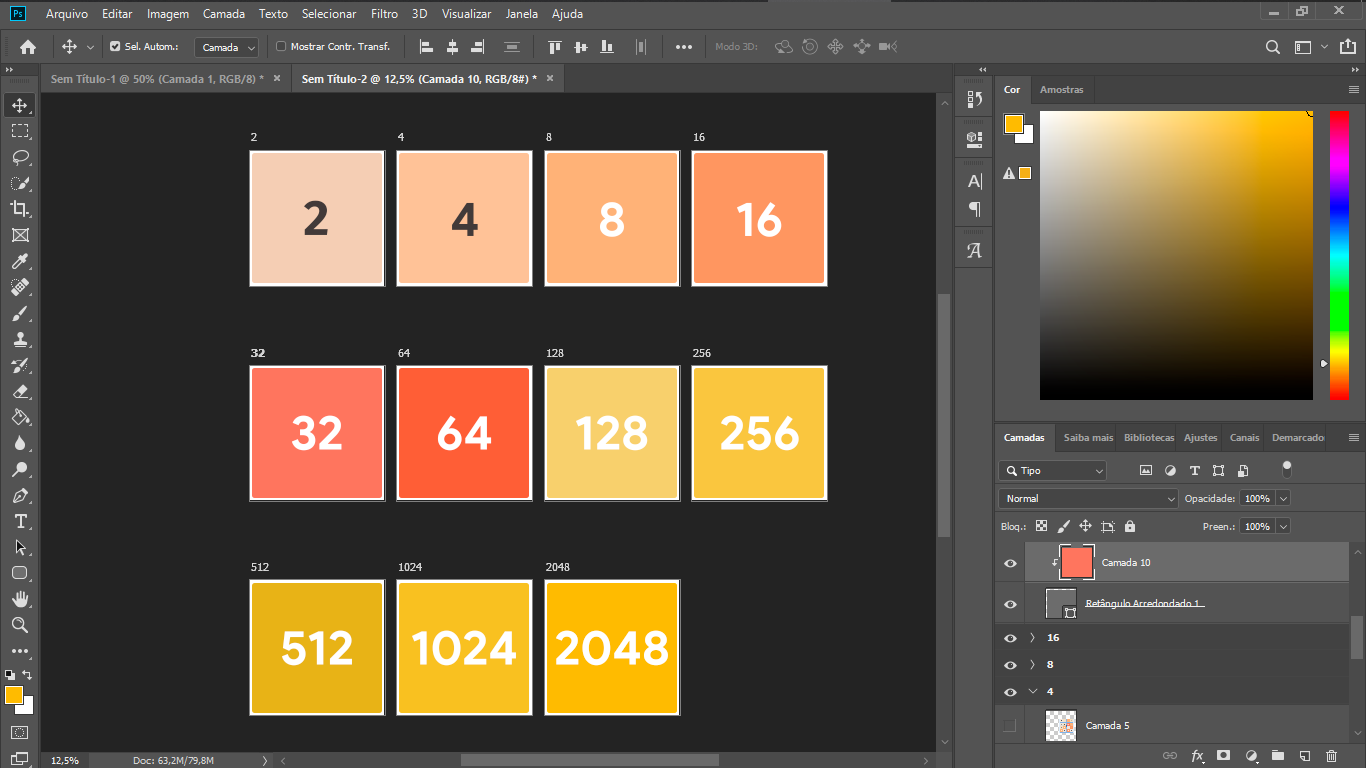 Ps Arquivo Editar Imagem Camada Texto Selecionar Filtro 3D Visualizar Janela Ajuda
Sel. Autom.: Camada Mostrar Contr. Transf. Modo 3D:
Sem Título-1 @ 50% (Camada 1, RGB/8) * Sem Título-2 @ 12,5% (Camada 10, RGB/8#) *
2 4 8 16
2 4 8 16
32 64 128 256
32 64 128 256
512 1024 2048
512 1024 2048
12,5% Doc: 63,2M/79,8M
Cor Amostras
Camadas Saiba mais Bibliotecas Ajustes Canais Demarcado
Tipo
Normal Opacidade: 100%
Bloq.: Preen.: 100%
Camada 10
Retângulo Arredondado 1
16
8
4
Camada 5